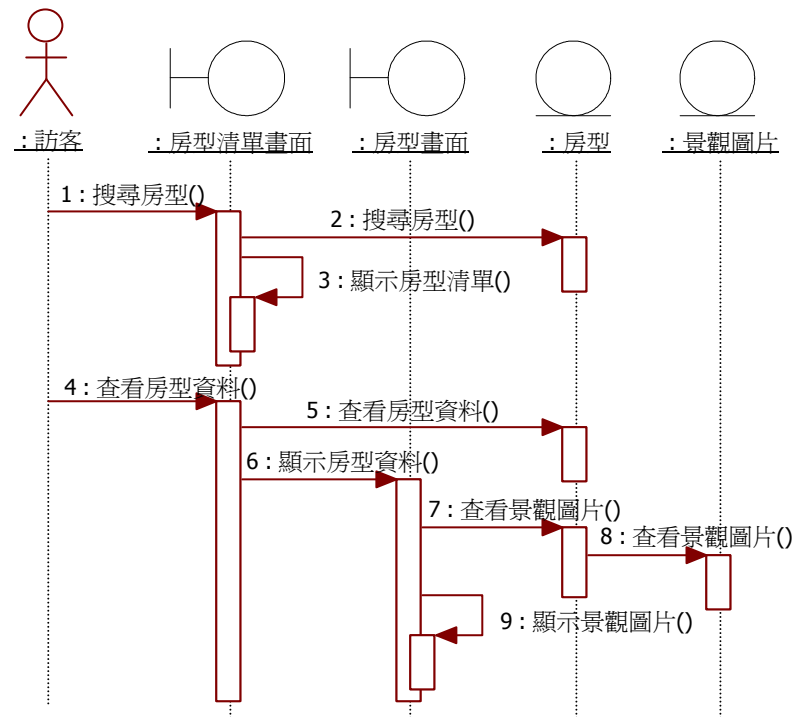 :訪客
:房型清單畫面
:房型畫面
:房型
:景觀圖片
1 : 搜尋房型()
2 : 搜尋房型()
3 : 顯示房型清單()
4 : 查看房型資料()
5 : 查看房型資料()
6 : 顯示房型資料()
7 : 查看景觀圖片()
8 : 查看景觀圖片()
9 : 顯示景觀圖片()